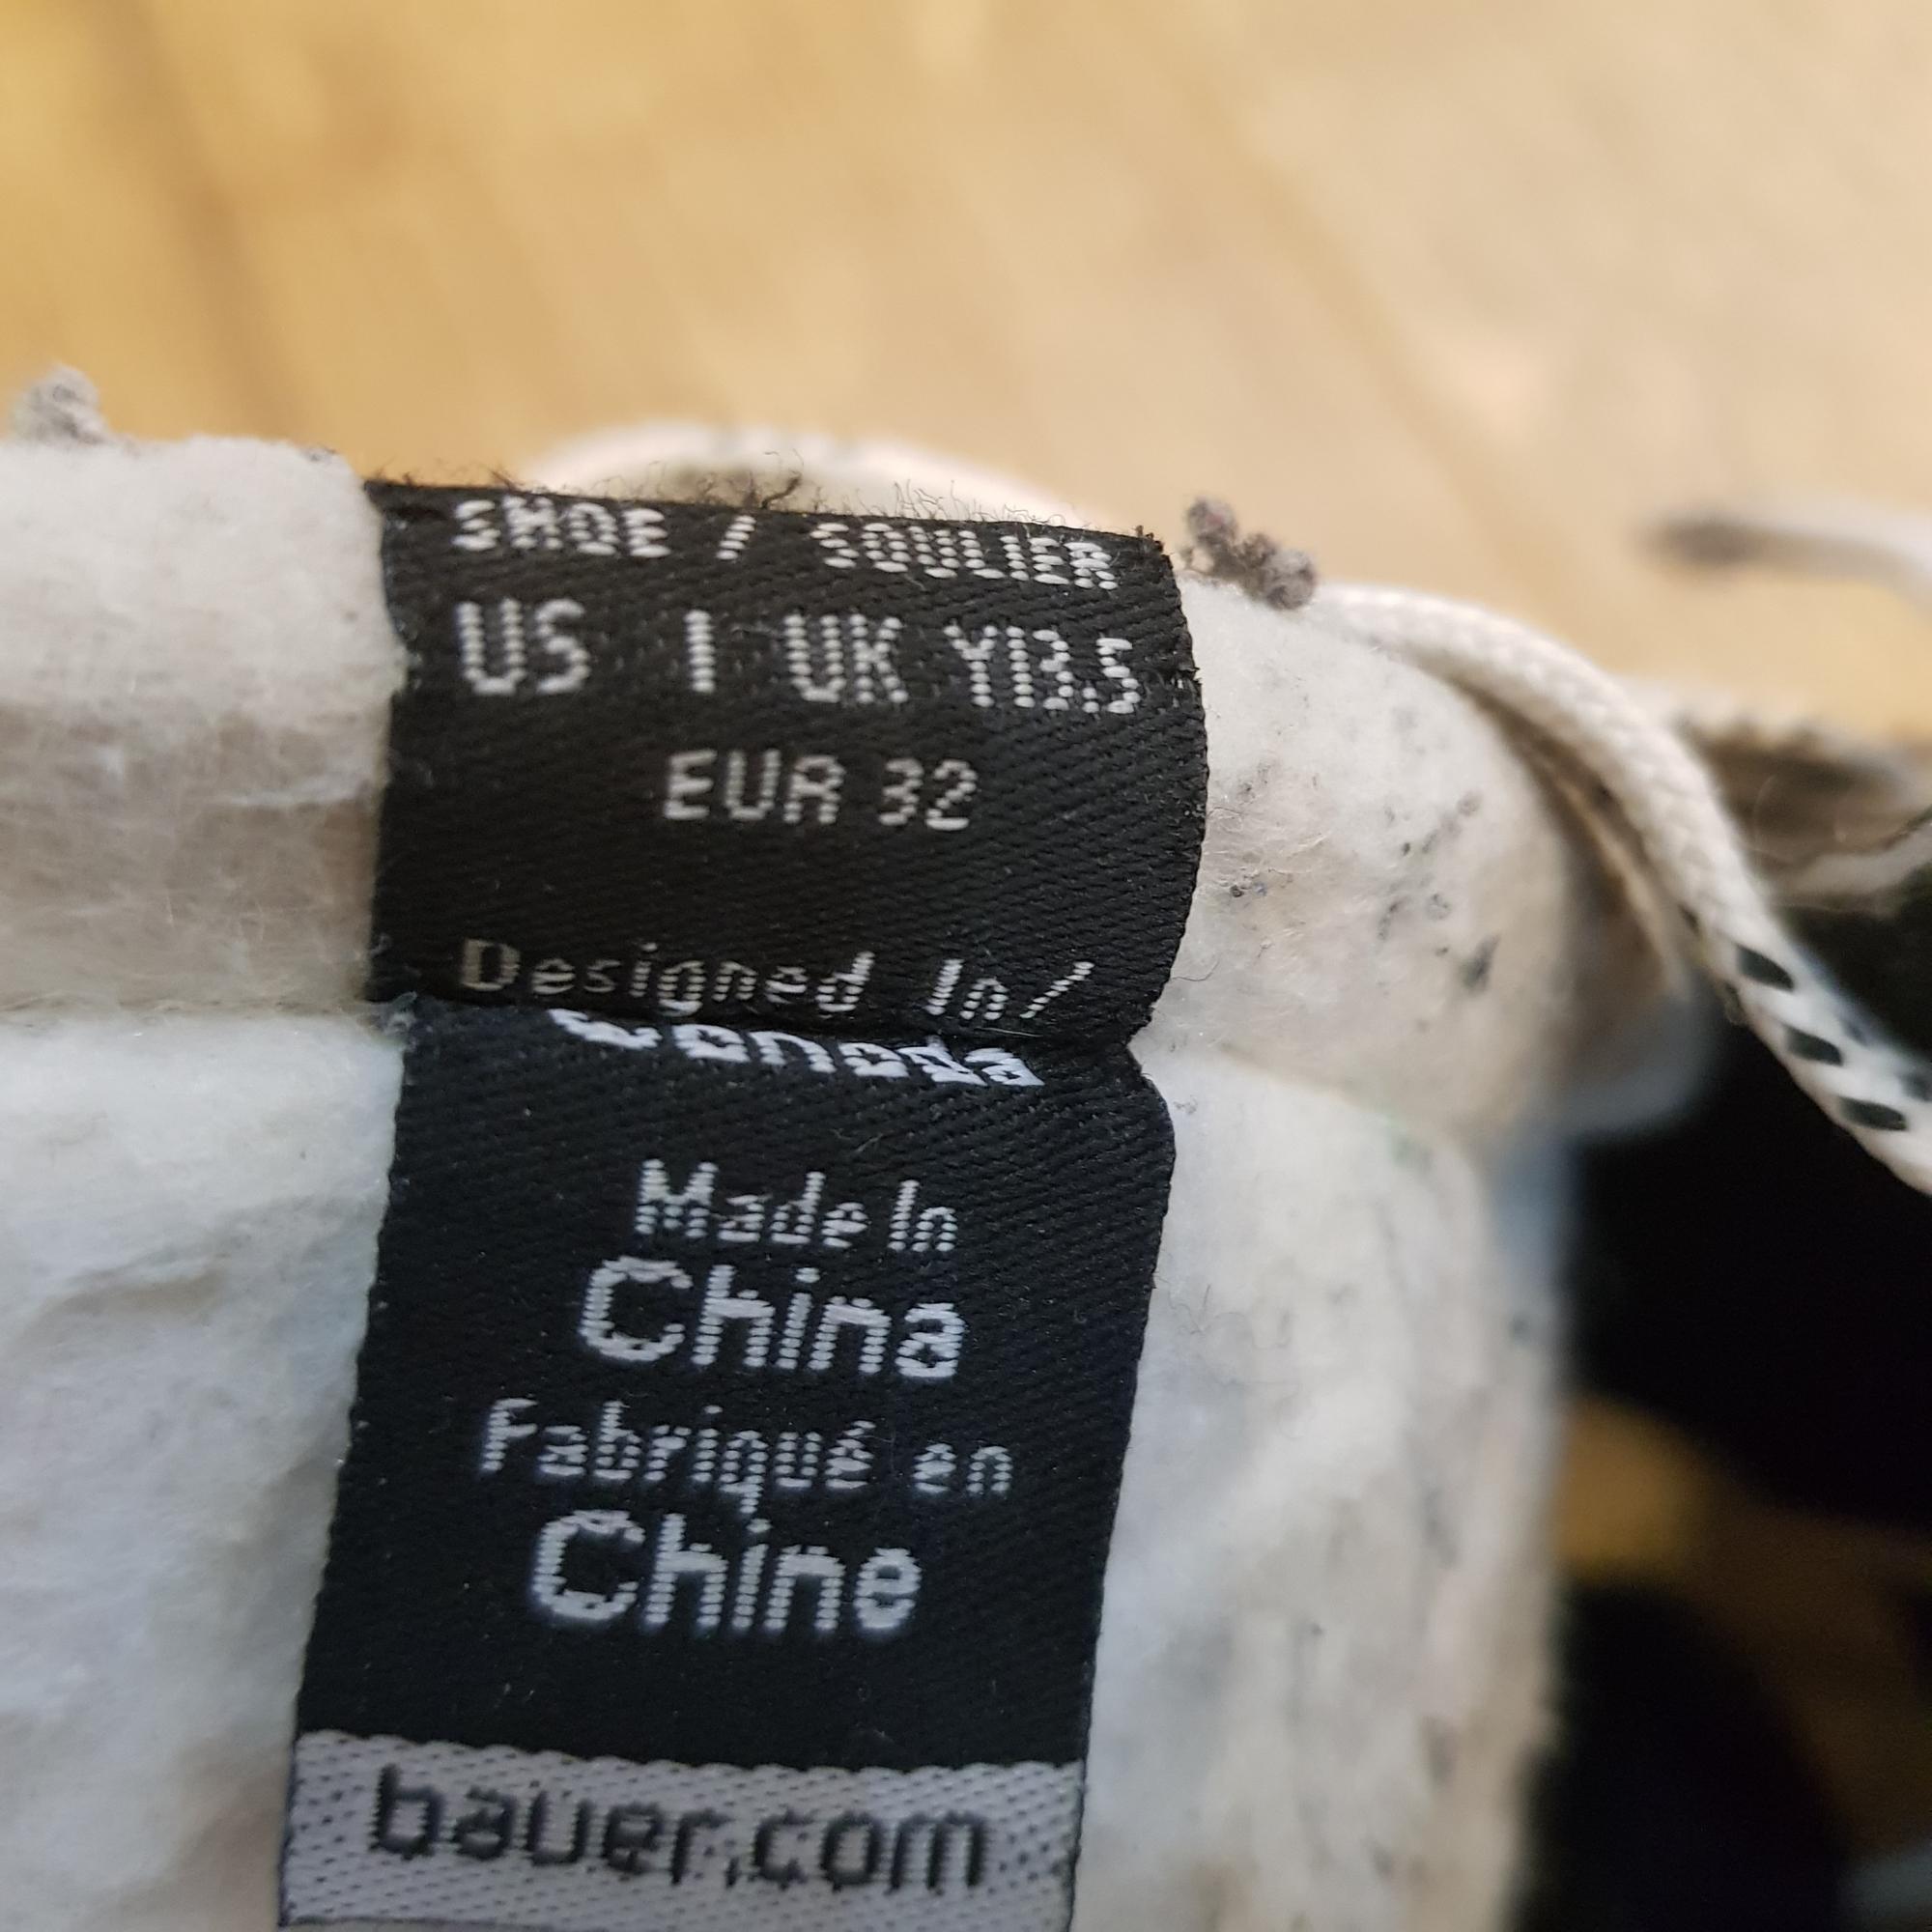 SHOE / SOULIER
US 1 UK Y13.5
EUR 32
Designed In/
Canada
Made In
China
Fabriqué en
Chine
bauer.com